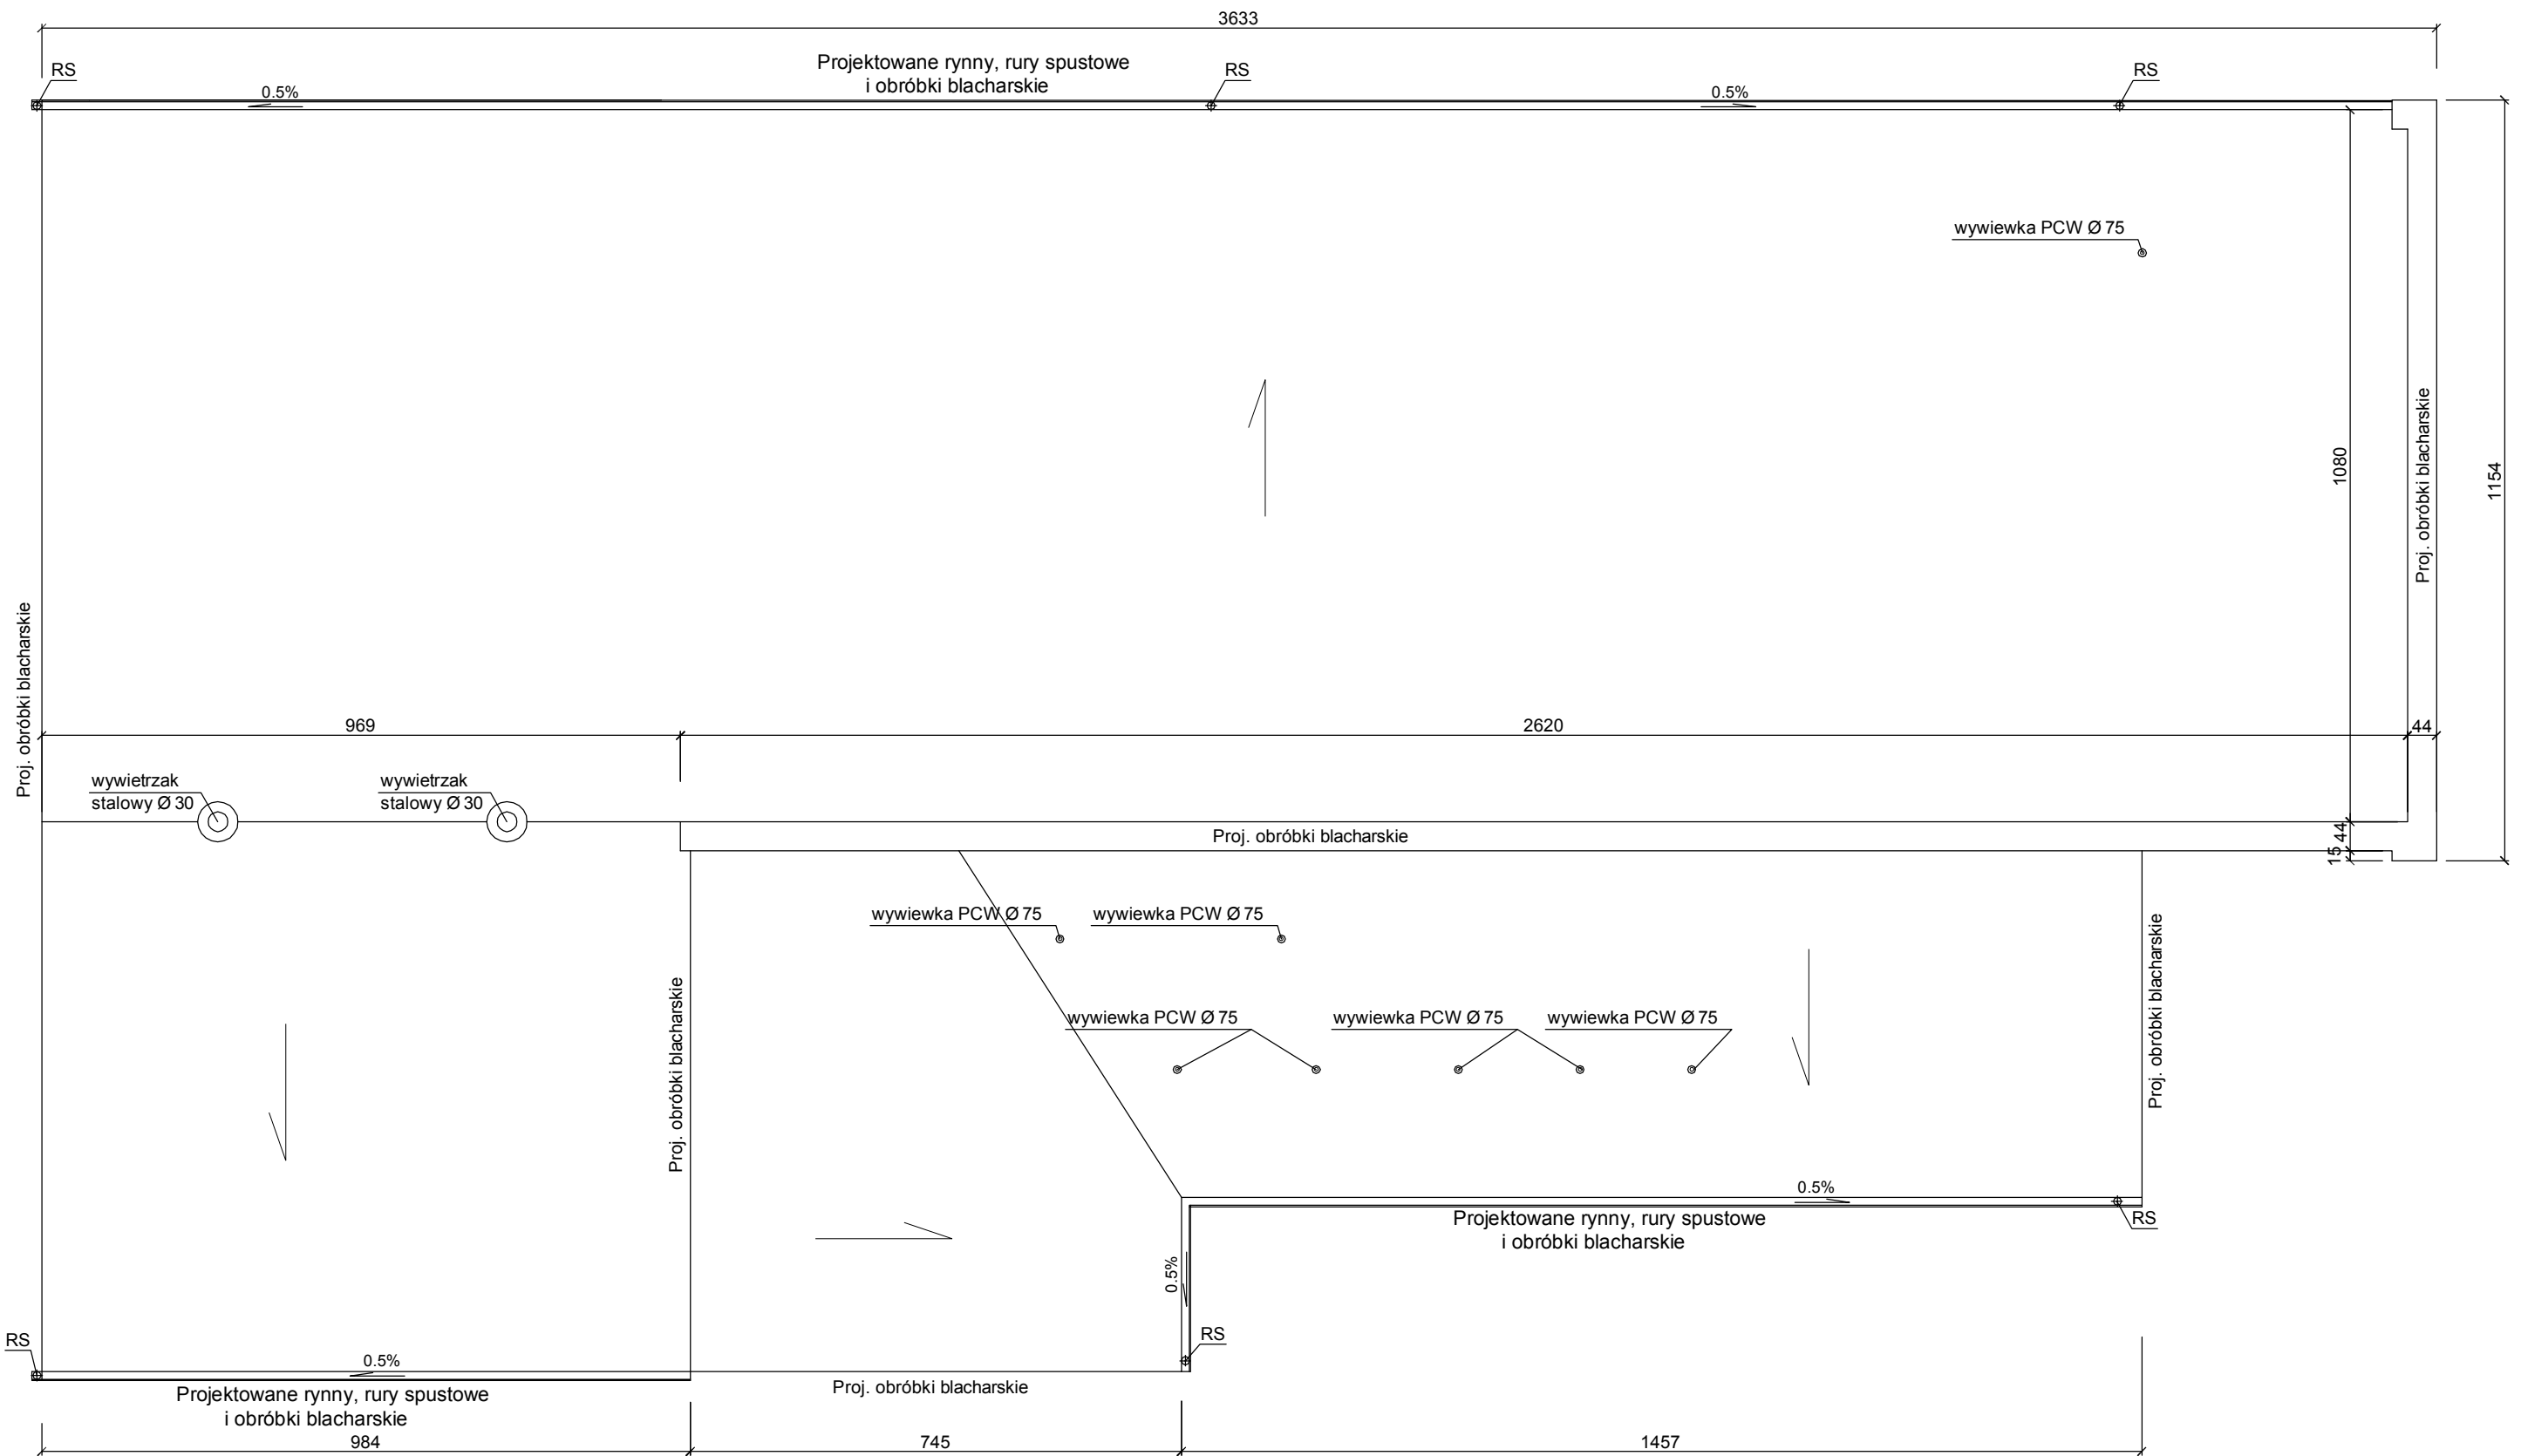 3633
Projektowane rynny, rury spustowe
i obróbki blacharskie
RS
RS
RS
0.5%
0.5%
wywiewka PCW Ø 75
Proj. obróbki blacharskie
1080
Proj. obróbki blacharskie
1154
969
2620
44
wywietrzak
stalowy Ø 30
wywietrzak
stalowy Ø 30
Proj. obróbki blacharskie
44
15
wywiewka PCW Ø 75
wywiewka PCW Ø 75
Proj. obróbki blacharskie
Proj. obróbki blacharskie
wywiewka PCW Ø 75
wywiewka PCW Ø 75
wywiewka PCW Ø 75
0.5%
Projektowane rynny, rury spustowe
i obróbki blacharskie
RS
0.5%
RS
RS
0.5%
Projektowane rynny, rury spustowe
i obróbki blacharskie
Proj. obróbki blacharskie
984
745
1457